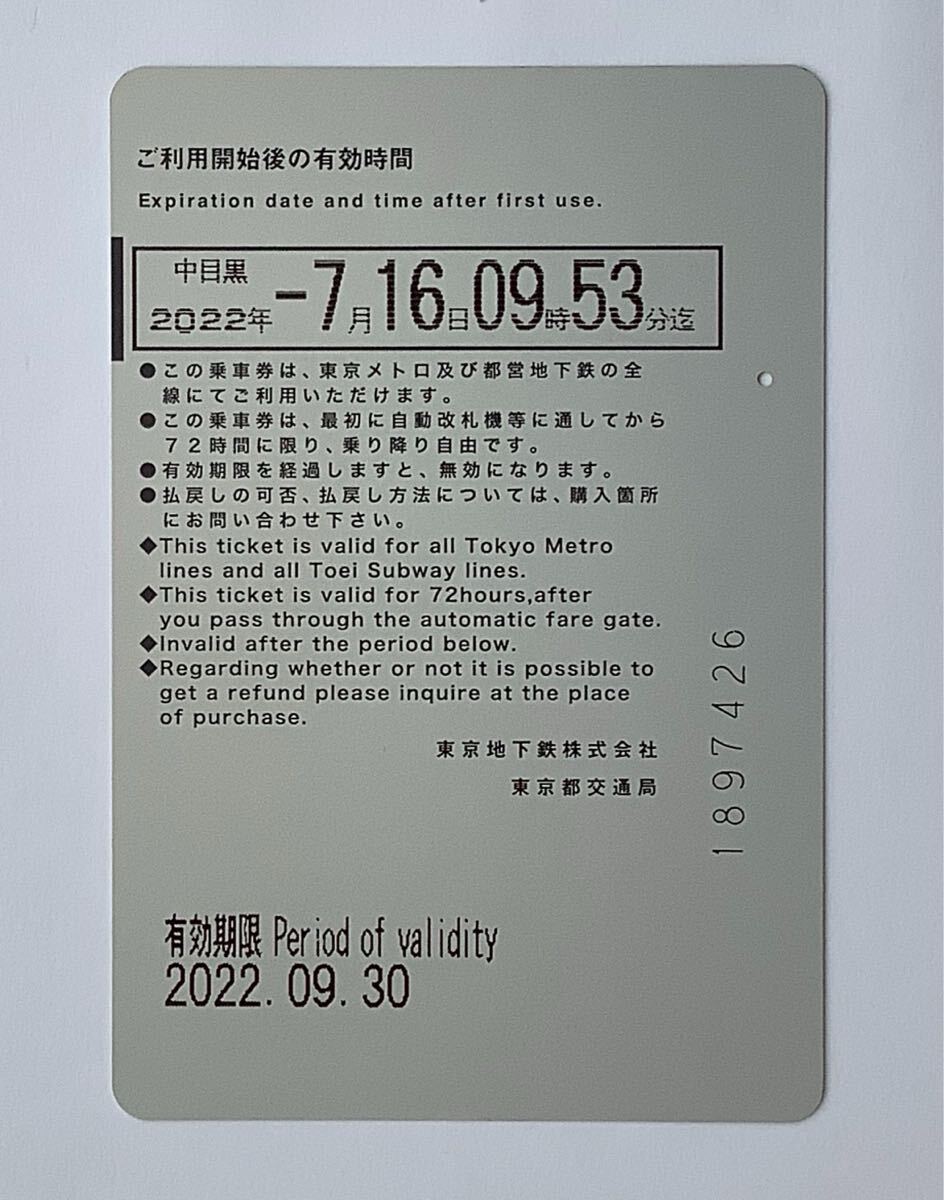 ご利用開始後の有効時間
Expiration date and time after first use.
中目黒
2022年-7月16日09時53分迄
●この乗車券は、東京メトロ及び都営地下鉄の全
線にてご利用いただけます。
●この乗車券は、最初に自動改札機等に通してから
72時間に限り、乗り降り自由です。
●有効期限を経過しますと、無効になります。
●払戻しの可否、払戻し方法については、購入箇所
にお問い合わせ下さい。
◆This ticket is valid for all Tokyo Metro
lines and all Toei Subway lines.
◆This ticket is valid for 72hours,after
you pass through the automatic fare gate.
◆Invalid after the period below.
◆Regarding whether or not it is possible to
get a refund please inquire at the place
of purchase.
東京地下鉄株式会社
東京都交通局
1897426
有効期限 Period of validity
2022.09.30